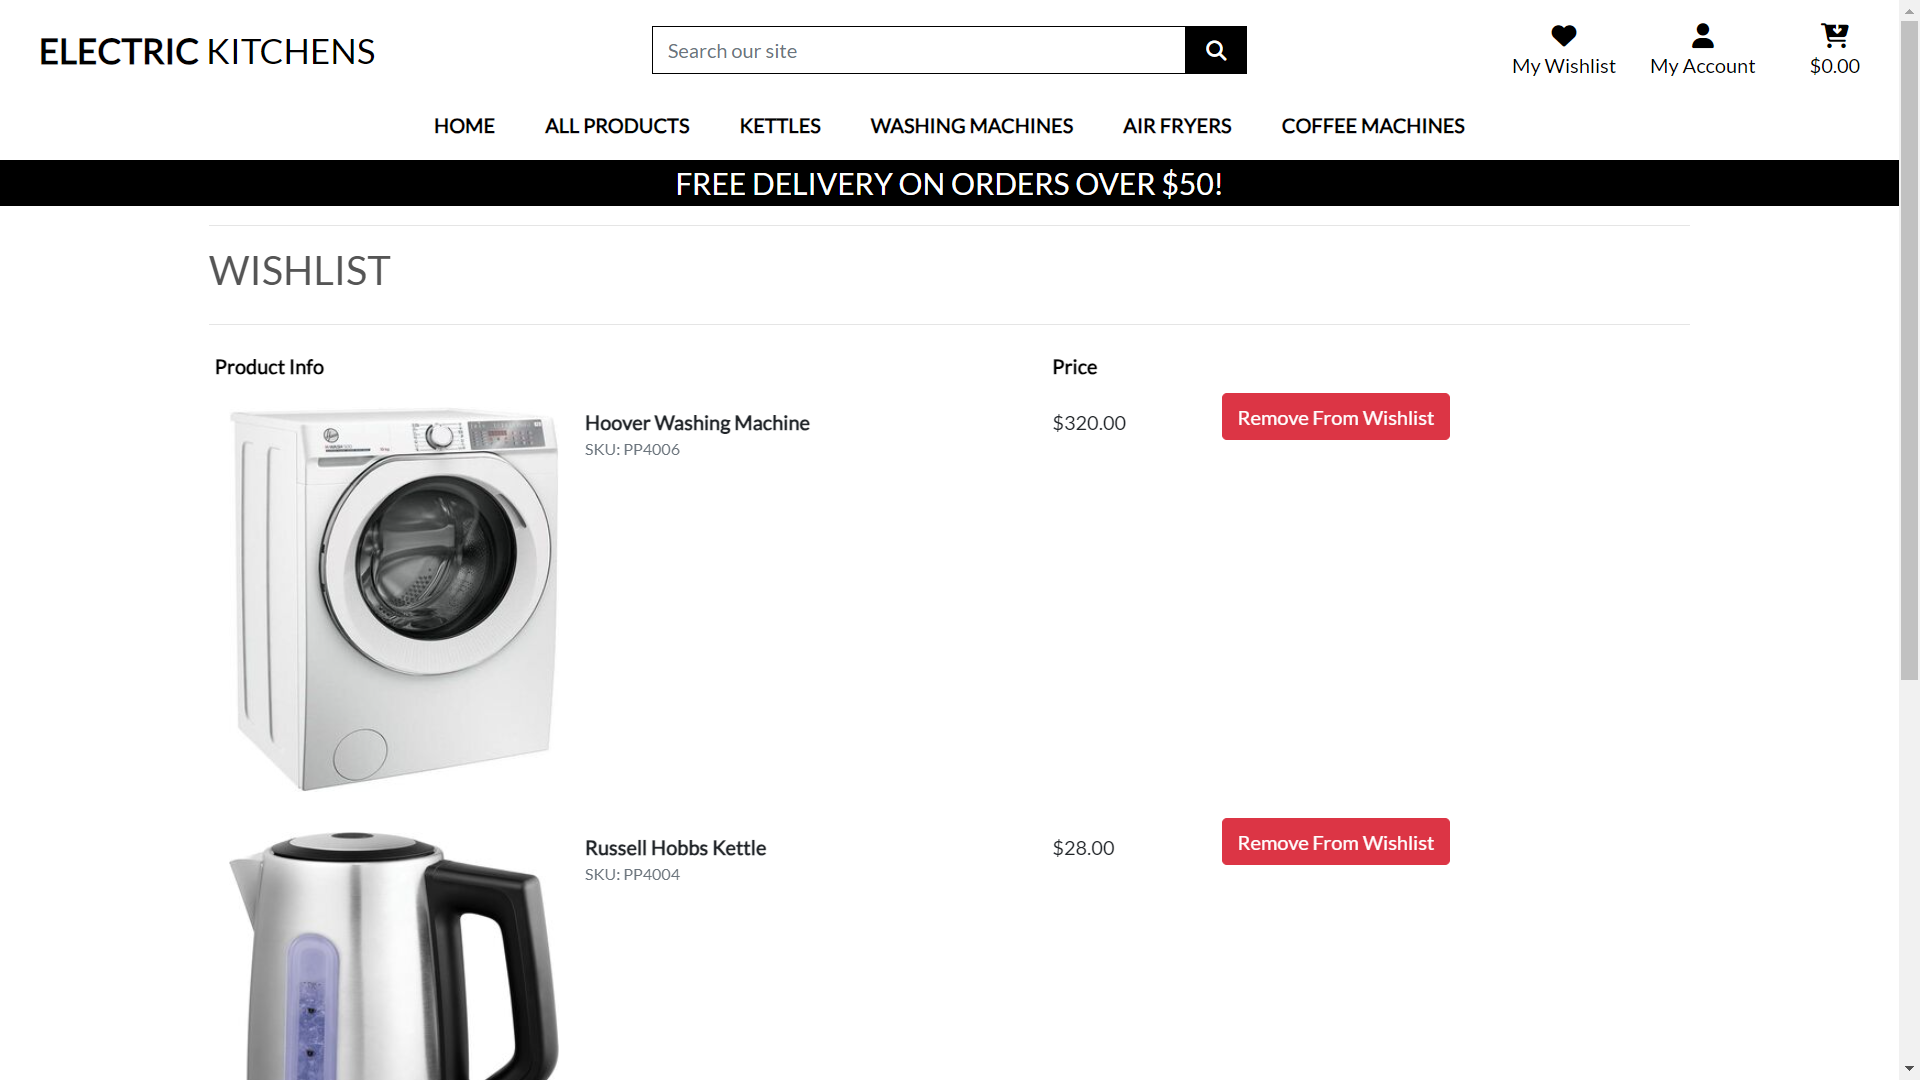 ELECTRIC KITCHENS
Search our site
My Wishlist
My Account
$0.00
HOME
ALL PRODUCTS
KETTLES
WASHING MACHINES
AIR FRYERS
COFFEE MACHINES
FREE DELIVERY ON ORDERS OVER $50!
WISHLIST
Product Info
Price
Hoover Washing Machine
SKU: PP4006
$320.00
Remove From Wishlist
Russell Hobbs Kettle
SKU: PP4004
$28.00
Remove From Wishlist